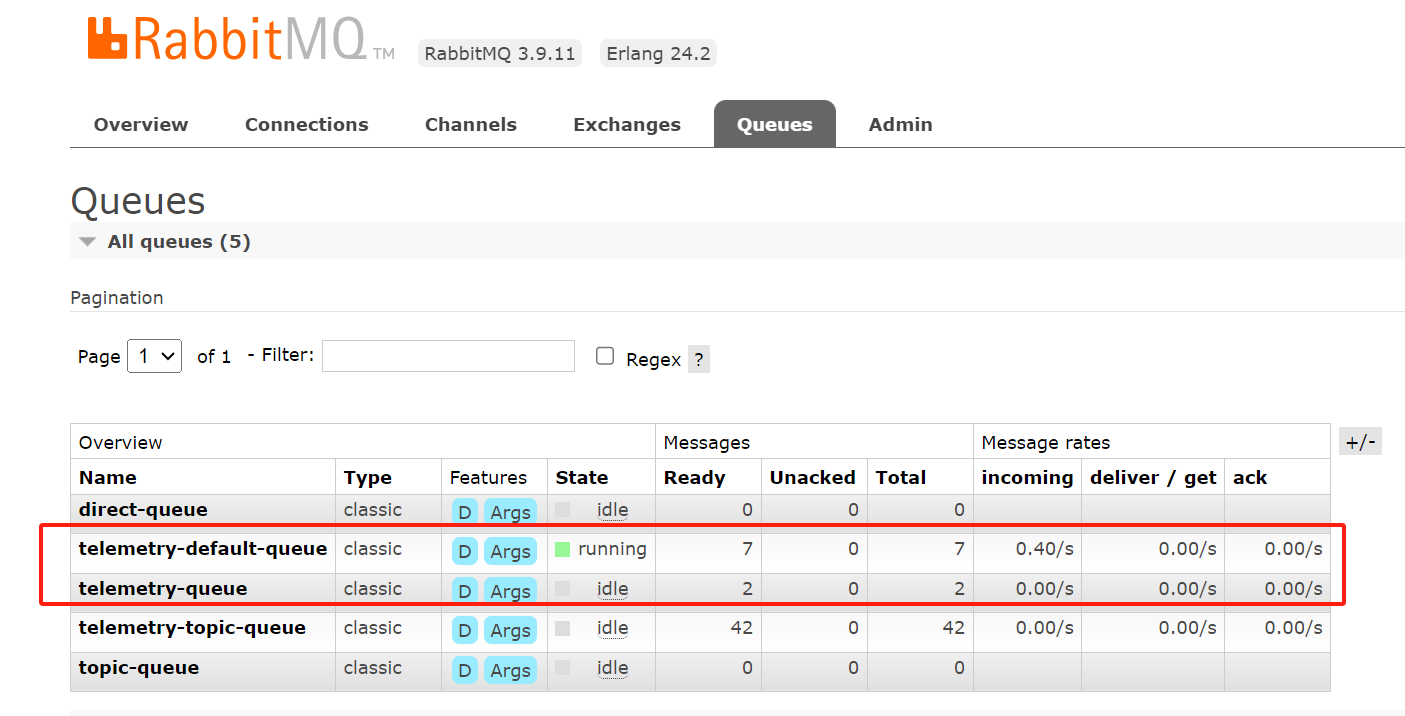 RabbitMQ TM RabbitMQ 3.9.11 Erlang 24.2
Overview Connections Channels Exchanges Queues Admin
Queues
All queues (5)
Pagination
Page 1 of 1 - Filter: Regex ?
Overview Messages Message rates +/-
Name Type Features State Ready Unacked Total incoming deliver / get ack
direct-queue classic D Args idle 0 0 0
telemetry-default-queue classic D Args running 7 0 7 0.40/s 0.00/s 0.00/s
telemetry-queue classic D Args idle 2 0 2 0.00/s 0.00/s 0.00/s
telemetry-topic-queue classic D Args idle 42 0 42 0.00/s 0.00/s 0.00/s
topic-queue classic D Args idle 0 0 0